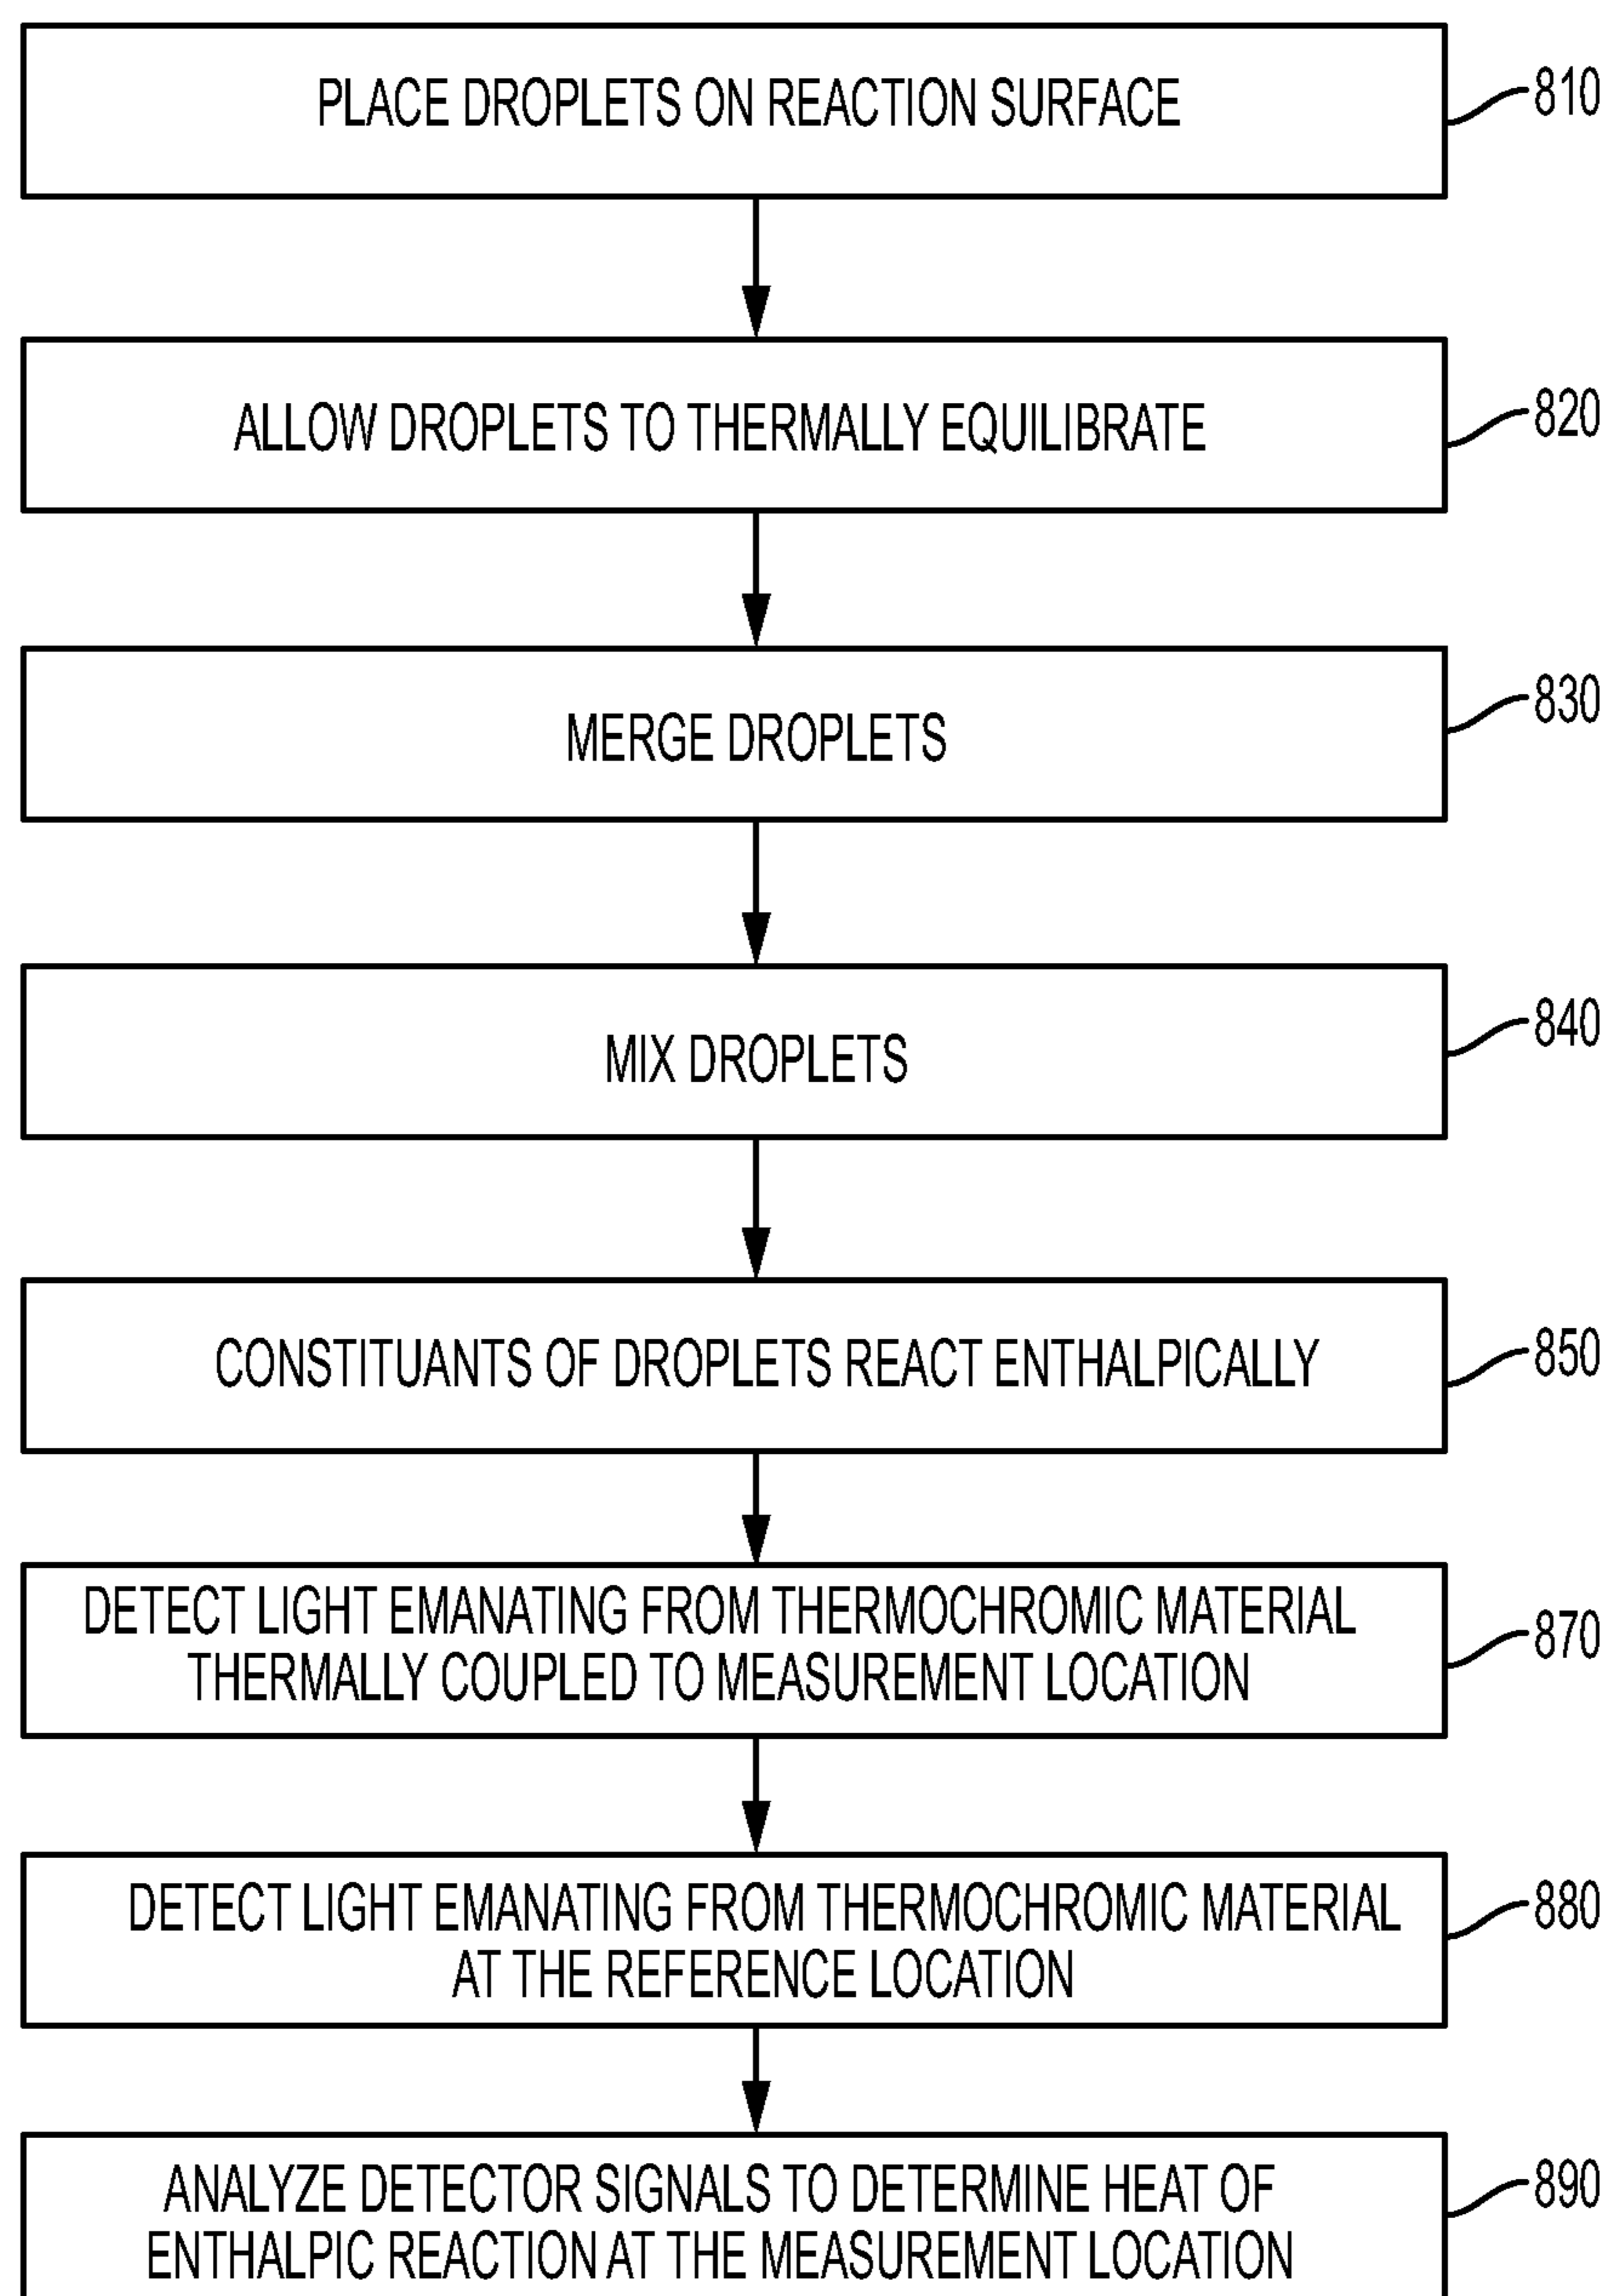 PLACE DROPLETS ON REACTION SURFACE
810
ALLOW DROPLETS TO THERMALLY EQUILIBRATE
820
MERGE DROPLETS
830
MIX DROPLETS
840
CONSTITUANTS OF DROPLETS REACT ENTHALPICALLY
850
DETECT LIGHT EMANATING FROM THERMOCHROMIC MATERIAL
THERMALLY COUPLED TO MEASUREMENT LOCATION
870
DETECT LIGHT EMANATING FROM THERMOCHROMIC MATERIAL
AT THE REFERENCE LOCATION
880
ANALYZE DETECTOR SIGNALS TO DETERMINE HEAT OF
ENTHALPIC REACTION AT THE MEASUREMENT LOCATION
890